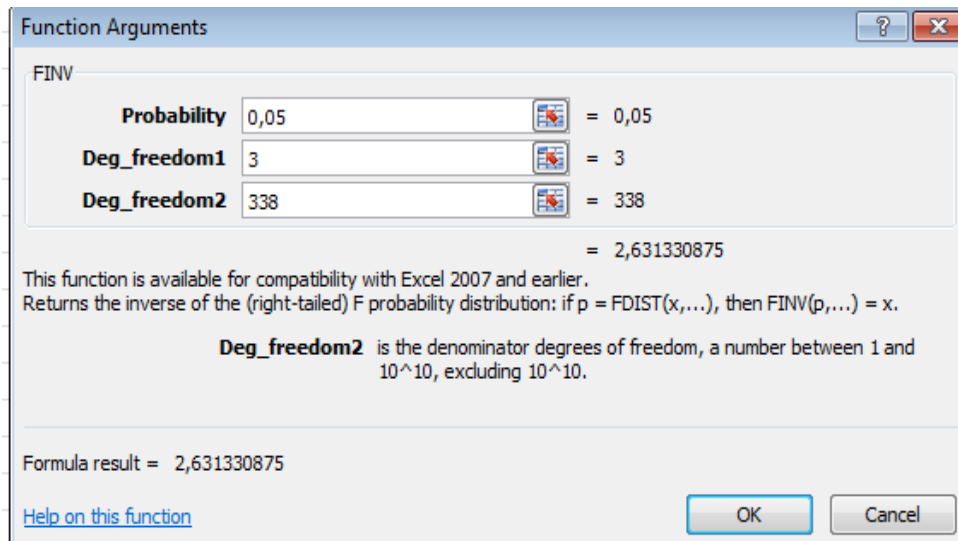 Function Arguments
FINV
Probability 0,05 = 0,05
Deg_freedom1 3 = 3
Deg_freedom2 338 = 338
= 2,631330875
This function is available for compatibility with Excel 2007 and earlier.
Returns the inverse of the (right-tailed) F probability distribution: if p = FDIST(x,...), then FINV(p,...) = x.
Deg_freedom2 is the denominator degrees of freedom, a number between 1 and
10^10, excluding 10^10.
Formula result = 2,631330875
Help on this function OK Cancel